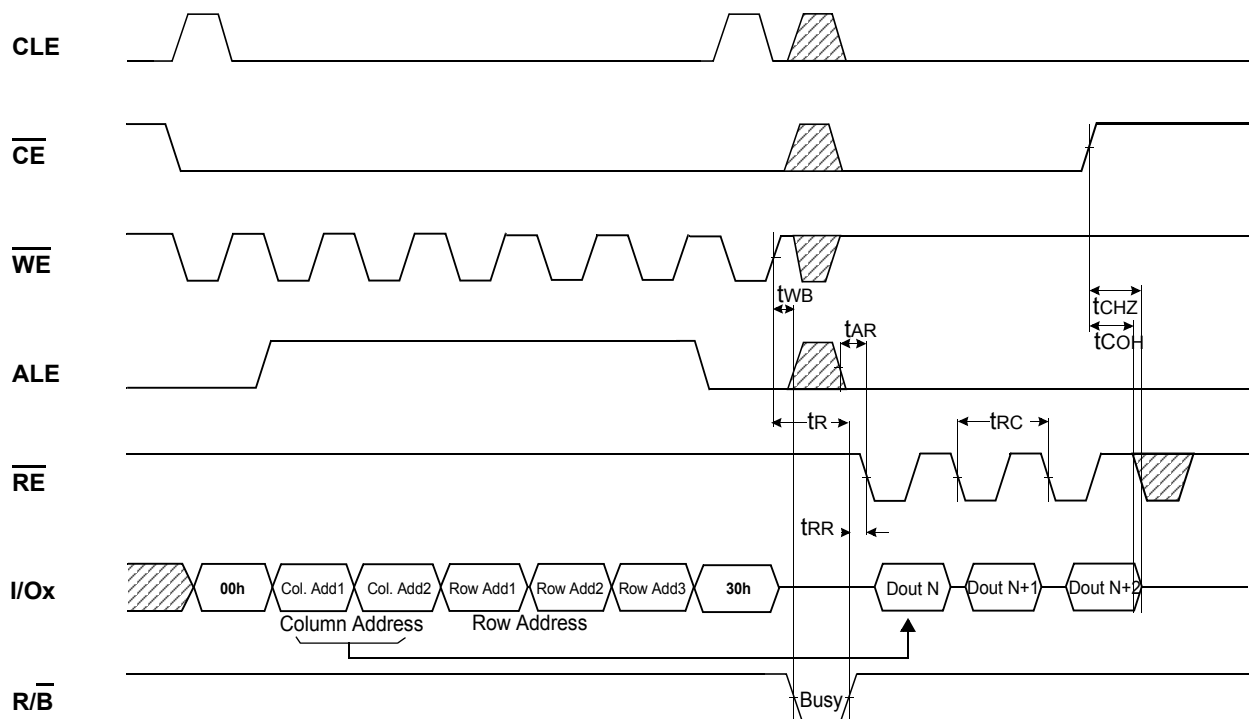 CLE
CE
WE
tWB
tCHZ
tAR
tCOH
ALE
tR
tRC
RE
tRR
I/Ox
00h
Col. Add1
Col. Add2
Row Add1
Row Add2
Row Add3
30h
Dout N
Dout N+1
Dout N+2
Column Address
Row Address
R/B
Busy